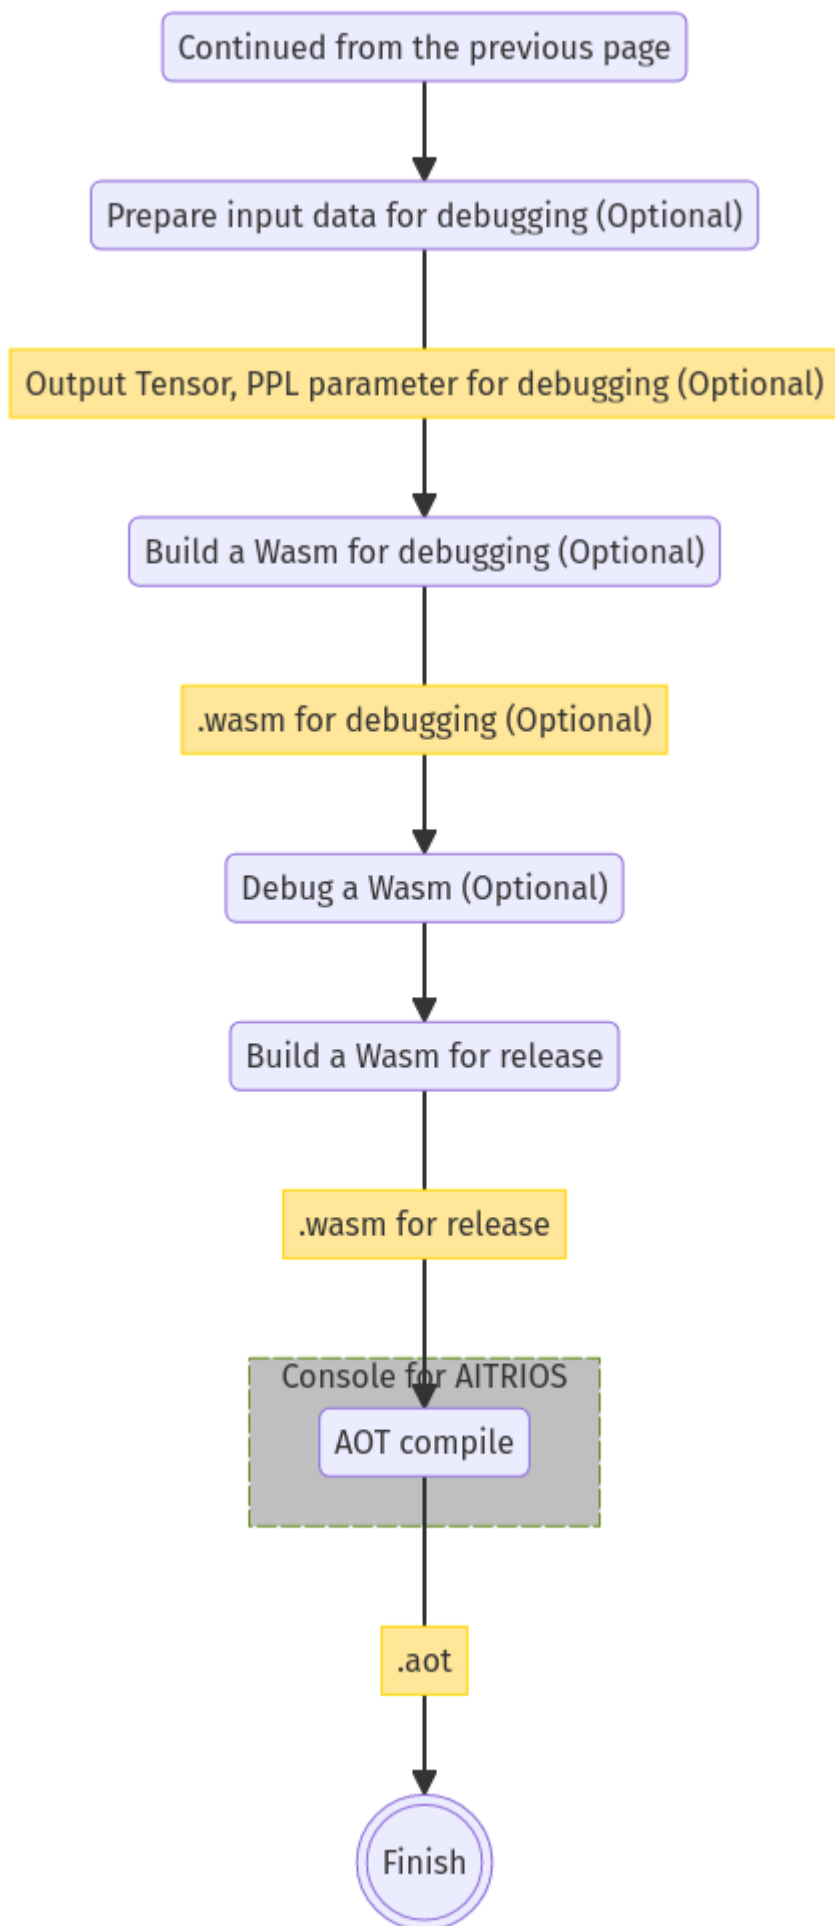 Continued from the previous page
Prepare input data for debugging (Optional)
Output Tensor, PPL parameter for debugging (Optional)
Build a Wasm for debugging (Optional)
.wasm for debugging (Optional)
Debug a Wasm (Optional)
Build a Wasm for release
.wasm for release
Console for AITRIOS
AOT compile
.aot
Finish